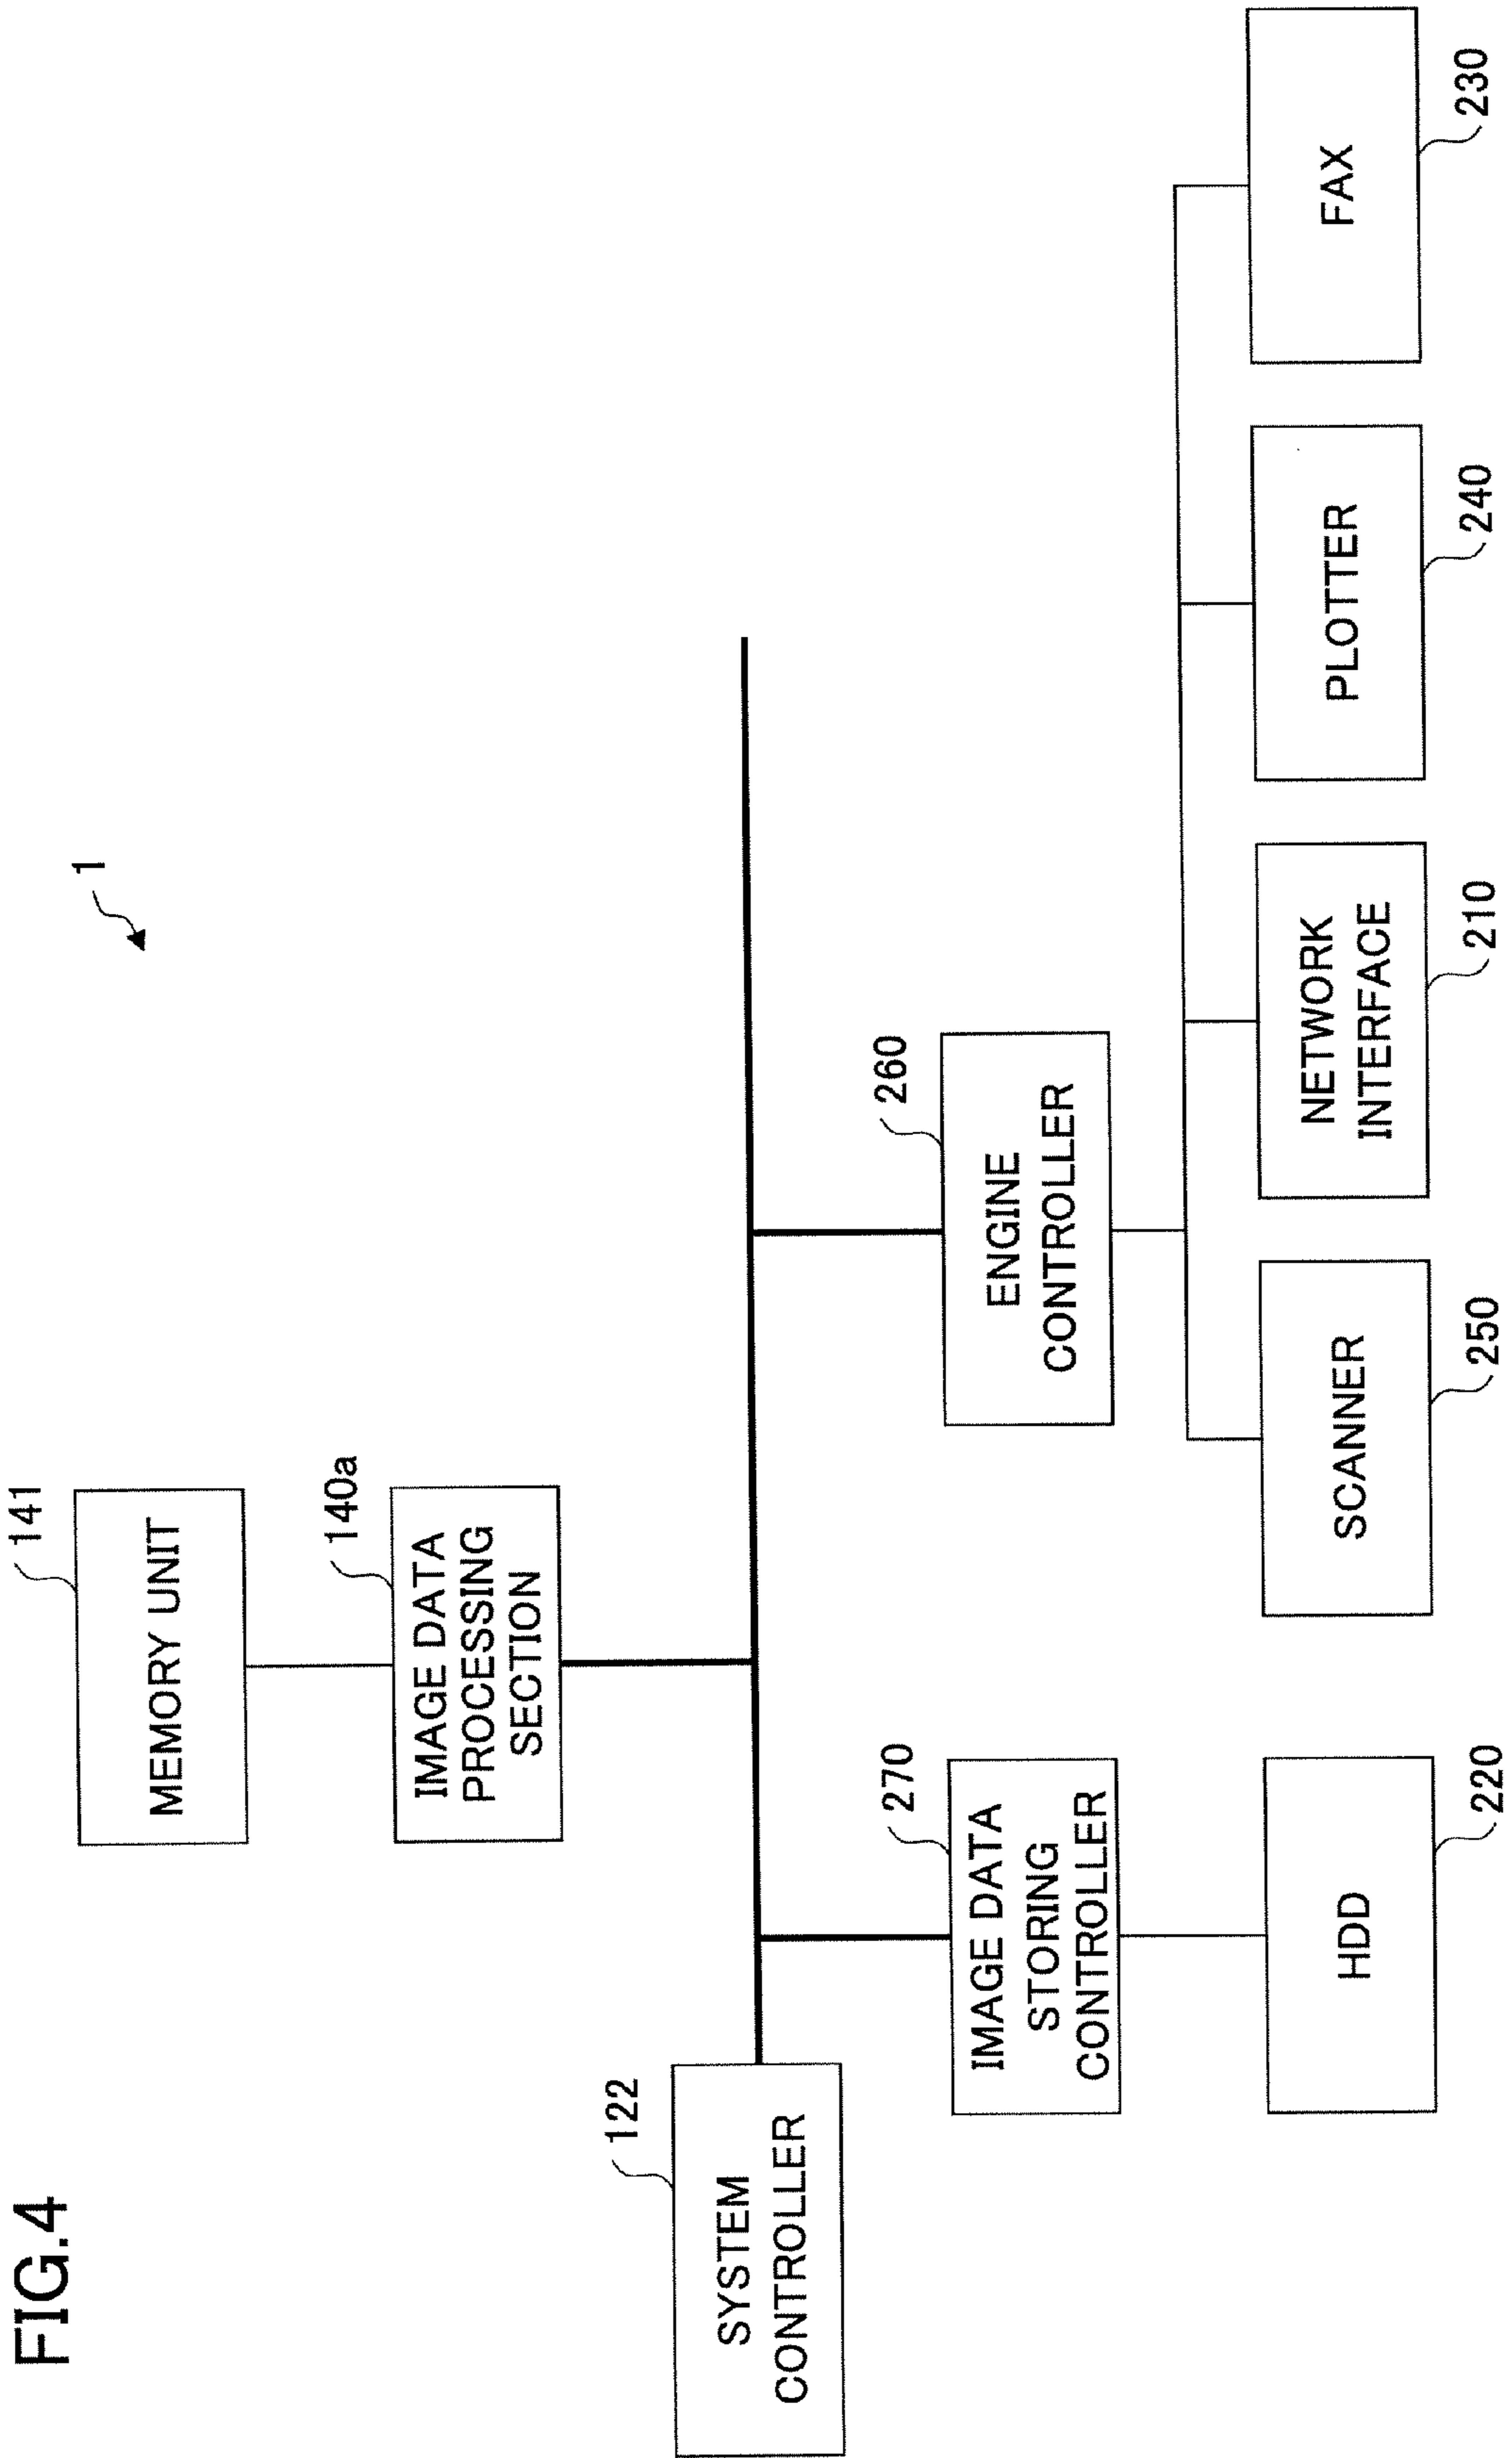 FIG.4
1
141
MEMORY UNIT
140a
IMAGE DATA
PROCESSING
SECTION
122
SYSTEM
CONTROLLER
270
IMAGE DATA
STORING
CONTROLLER
260
ENGINE
CONTROLLER
HDD
220
SCANNER
250
NETWORK
INTERFACE
210
PLOTTER
240
FAX
230